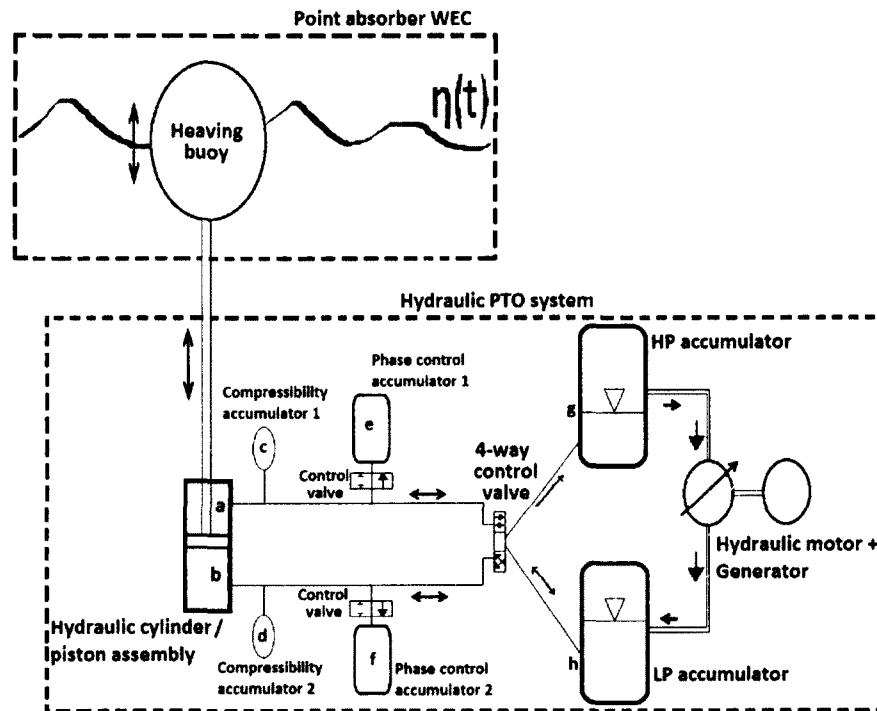 Point absorber WEC
η(t)
Heaving
buoy
Hydraulic PTO system
HP accumulator
Phase control
accumulator 1
Compressibility
accumulator 1
e
g
c
4-way
control
valve
Control
valve
a
b
Hydraulic motor +
Generator
Control
valve
d
f
h
Hydraulic cylinder /
piston assembly
Compressibility
accumulator 2
Phase control
accumulator 2
LP accumulator